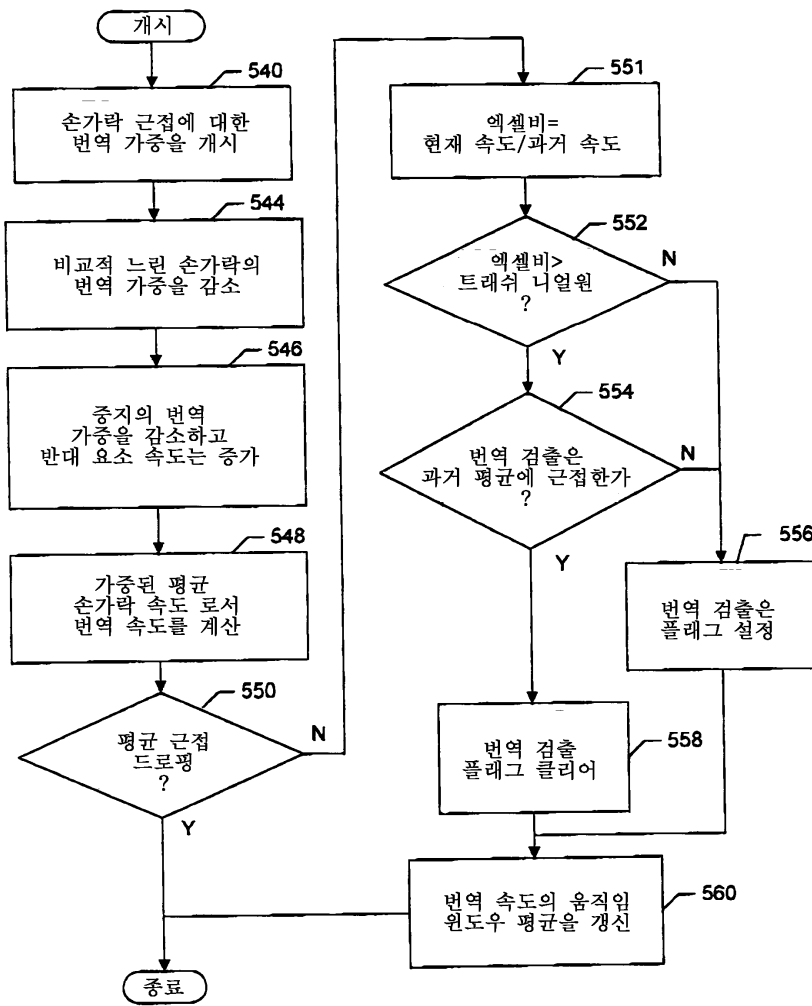 개시
540
손가락 근접에 대한
번역 가중을 개시
544
비교적 느린 손가락의
번역 가중을 감소
546
중지의 번역
가중을 감소하고
반대 요소 속도는 증가
548
가중된 평균
손가락 속도 로서
번역 속도를 계산
550
평균 근접
드로핑
?
N
Y
551
엑셀비=
현재 속도/과거 속도
552
엑셀비>
트래쉬 니얼원
?
N
Y
554
번역 검출은
과거 평균에 근접한가
?
N
Y
556
번역 검출은
플래그 설정
558
번역 검출
플래그 클리어
560
번역 속도의 움직임
윈도우 평균을 갱신
종료